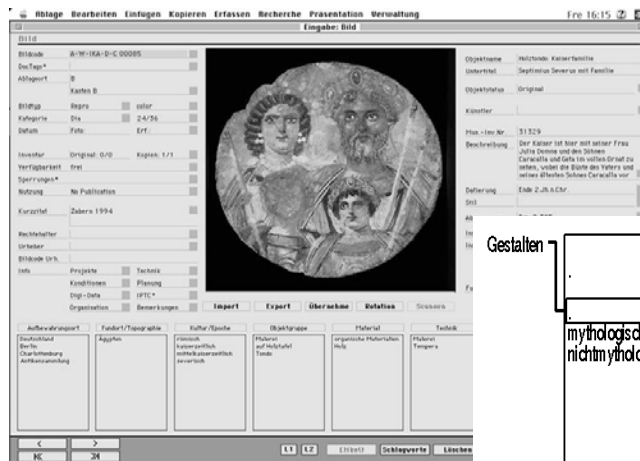 Ablage Bearbeiten Einfügen Kopieren Erfassen Recherche Präsentation Verwaltung Fre 16:15
Eingabe: Bild
Bild
Bildcode A-W-IKA-D-C 00085
DocTags*
Ablageort B
Kasten B
Bildtyp Repro color
Kategorie Dia 24/36
Datum Foto: Erf.:
Inventar Original: 0/0 Kopien: 1/1
Verfügbarkeit frei
Sperrungen*
Nutzung No Publication
Kurzzitat Zabern 1994
Rechtehalter
Urheber
Bildcode Urh.
Info Projekte Technik
Konditionen Planung
Digi-Data IPTC*
Organisation Bemerkungen
Objektname Holztondo: Kaiserfamilie
Untertitel Septimius Severus mit Familie
Objektstatus Original
Künstler
Mus.-Inv Nr. 31329
Beschreibung Der Kaiser ist hier mit seiner Frau
Julia Domna und den Söhnen
Caracalla und Geta im vollen Ornat zu
sehen, wobei die Büste des Vaters und
seines ältesten Sohnes Caracalla vor
Datierung Ende 2.Jh.n.Chr.
Stil
Import Export Übernehme Rotation Scannen
Aufbewahrungsort Fundort/Topographie Kultur/Epoche Objektgruppe Material Technik
Deutschland
Berlin
Charlottenburg
Antikensammlung
Ägypten
römisch
kaiserzeitlich
mittelkaiserzeitlich
severisch
Malerei
auf Holztafel
Tondo
organische Materialien
Holz
Malerei
Tempera
L1 L2 Etikett Schlagworte Löschen
Gestalten
mythologisch
nichtmytholo